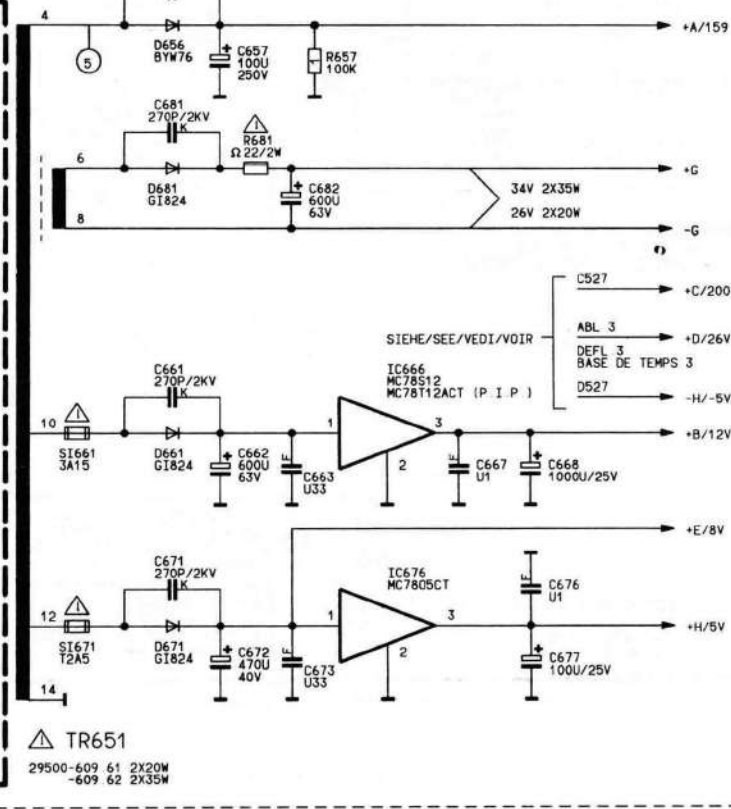 4
+A/159
5
D656
BYW76
+
C657
100U
250V
R657
100K
C681
270P/2KV
K
R681
Ω 22/2W
6
D681
GI824
+
C682
600U
63V
+G
34V 2X35W
26V 2X20W
8
-G
C527
+C/200
SIEHE/SEE/VEDI/VOIR
ABL 3
+D/26V
DEFL 3
BASE DE TEMPS 3
D527
-H/-5V
C661
270P/2KV
K
IC666
MC78S12
MC78T12ACT (P.I.P.)
10
SI661
3A15
D661
GI824
+
C662
600U
63V
F
C663
U33
1
2
3
F
C667
U1
+
C668
1000U/25V
+B/12V
+E/8V
C671
270P/2KV
K
IC676
MC7805CT
F
C676
U1
12
SI671
T2A5
D671
GI824
+
C672
470U
40V
F
C673
U33
1
2
3
+
C677
100U/25V
+H/5V
14
TR651
29500-609 61 2X20W
-609 62 2X35W